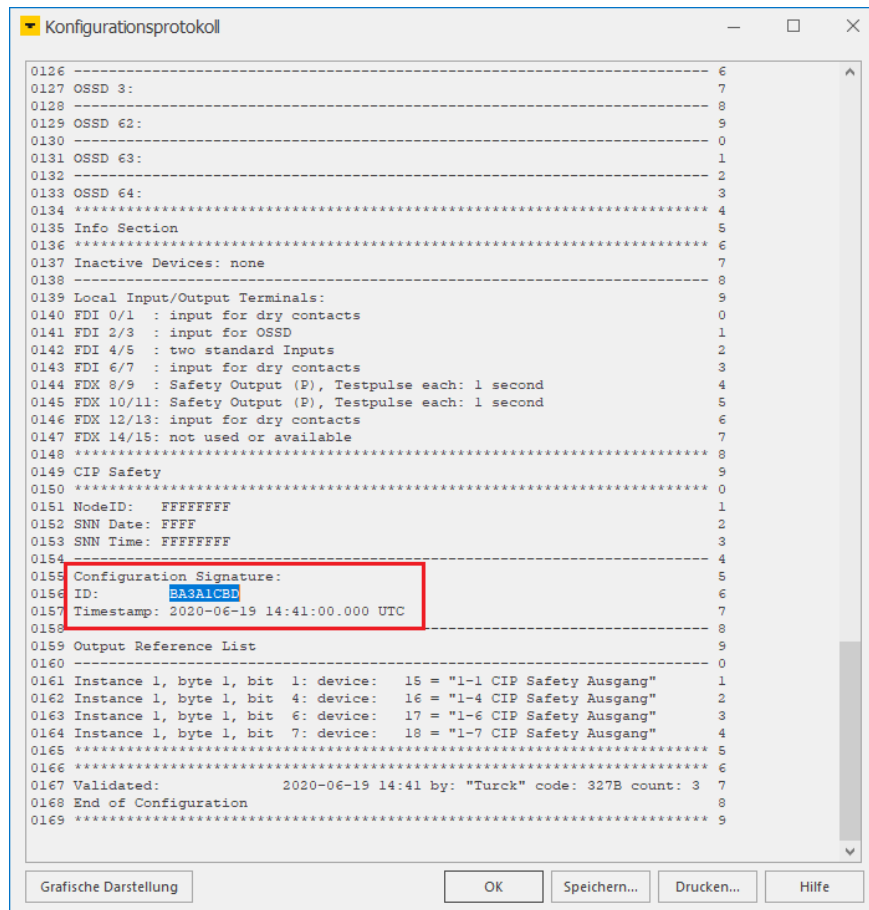 Konfigurationsprotokoll
0126 ------------------------------------------------------------------------ 6
0127 OSSD 3: 7
0128 ------------------------------------------------------------------------ 8
0129 OSSD 62: 9
0130 ------------------------------------------------------------------------ 0
0131 OSSD 63: 1
0132 ------------------------------------------------------------------------ 2
0133 OSSD 64: 3
0134 ************************************************************************ 4
0135 Info Section 5
0136 ************************************************************************ 6
0137 Inactive Devices: none 7
0138 ------------------------------------------------------------------------ 8
0139 Local Input/Output Terminals: 9
0140 FDI 0/1  : input for dry contacts 0
0141 FDI 2/3  : input for OSSD 1
0142 FDI 4/5  : two standard Inputs 2
0143 FDI 6/7  : input for dry contacts 3
0144 FDX 8/9  : Safety Output (P), Testpulse each: 1 second 4
0145 FDX 10/11: Safety Output (P), Testpulse each: 1 second 5
0146 FDX 12/13: input for dry contacts 6
0147 FDX 14/15: not used or available 7
0148 ************************************************************************ 8
0149 CIP Safety 9
0150 ************************************************************************ 0
0151 NodeID:   FFFFFFFF 1
0152 SNN Date: FFFF 2
0153 SNN Time: FFFFFFFF 3
0154 ------------------------------------------------------------------------ 4
0155 Configuration Signature: 5
0156 ID:        BA3A1CBD 6
0157 Timestamp: 2020-06-19 14:41:00.000 UTC 7
0158 ------------------------------------------------------------------------ 8
0159 Output Reference List 9
0160 ------------------------------------------------------------------------ 0
0161 Instance 1, byte 1, bit  1: device:   15 = "1-1 CIP Safety Ausgang" 1
0162 Instance 1, byte 1, bit  4: device:   16 = "1-4 CIP Safety Ausgang" 2
0163 Instance 1, byte 1, bit  6: device:   17 = "1-6 CIP Safety Ausgang" 3
0164 Instance 1, byte 1, bit  7: device:   18 = "1-7 CIP Safety Ausgang" 4
0165 ************************************************************************ 5
0166 ************************************************************************ 6
0167 Validated:              2020-06-19 14:41 by: "Turck" code: 327B count: 3 7
0168 End of Configuration 8
0169 ************************************************************************ 9
Grafische Darstellung OK Speichern... Drucken... Hilfe